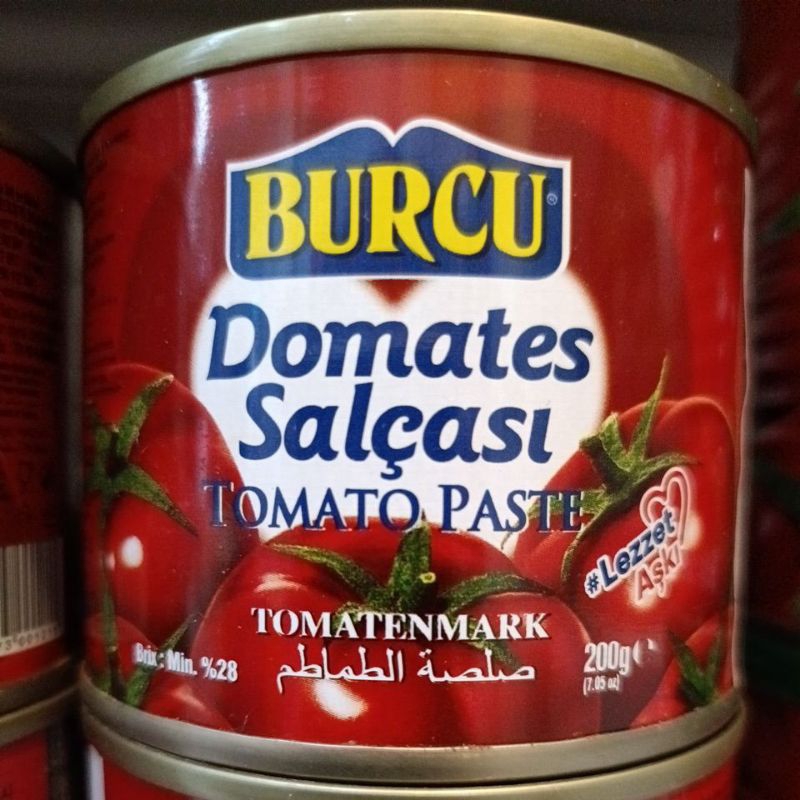 BURCU®
Domates
Salçası
TOMATO PASTE
#Lezzet
Aşkı
TOMATENMARK
صلصة الطماطم
Brix : Min. %28
200g ℮
(7.05 oz)